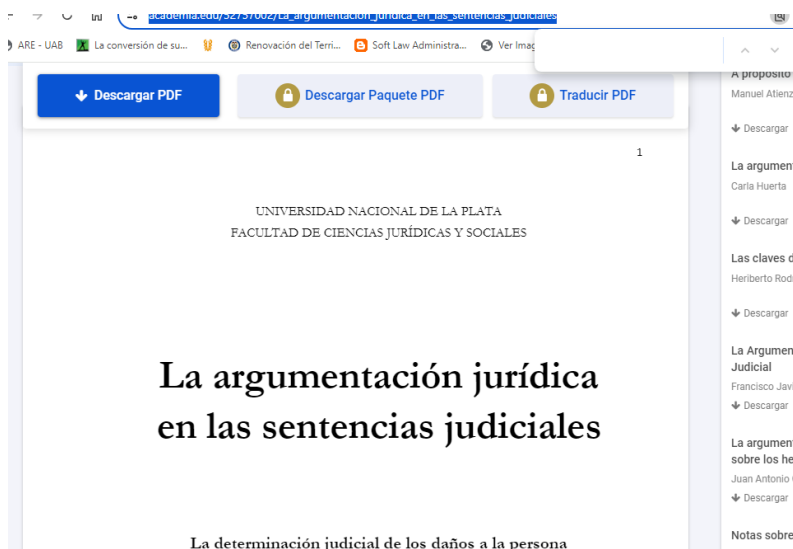 academia.edu/52757002/La_argumentación_jurídica_en_las_sentencias_judiciales
ARE - UAB
La conversión de su...
Renovación del Terri...
Soft Law Administra...
Ver Imag
Descargar PDF
Descargar Paquete PDF
Traducir PDF
1
UNIVERSIDAD NACIONAL DE LA PLATA
FACULTAD DE CIENCIAS JURÍDICAS Y SOCIALES
La argumentación jurídica
en las sentencias judiciales
La determinación judicial de los daños a la persona
A propósito
Manuel Atienz
Descargar
La argumen
Carla Huerta
Descargar
Las claves d
Heriberto Rod
Descargar
La Argumen
Judicial
Francisco Javi
Descargar
La argumen
sobre los he
Juan Antonio
Descargar
Notas sobre